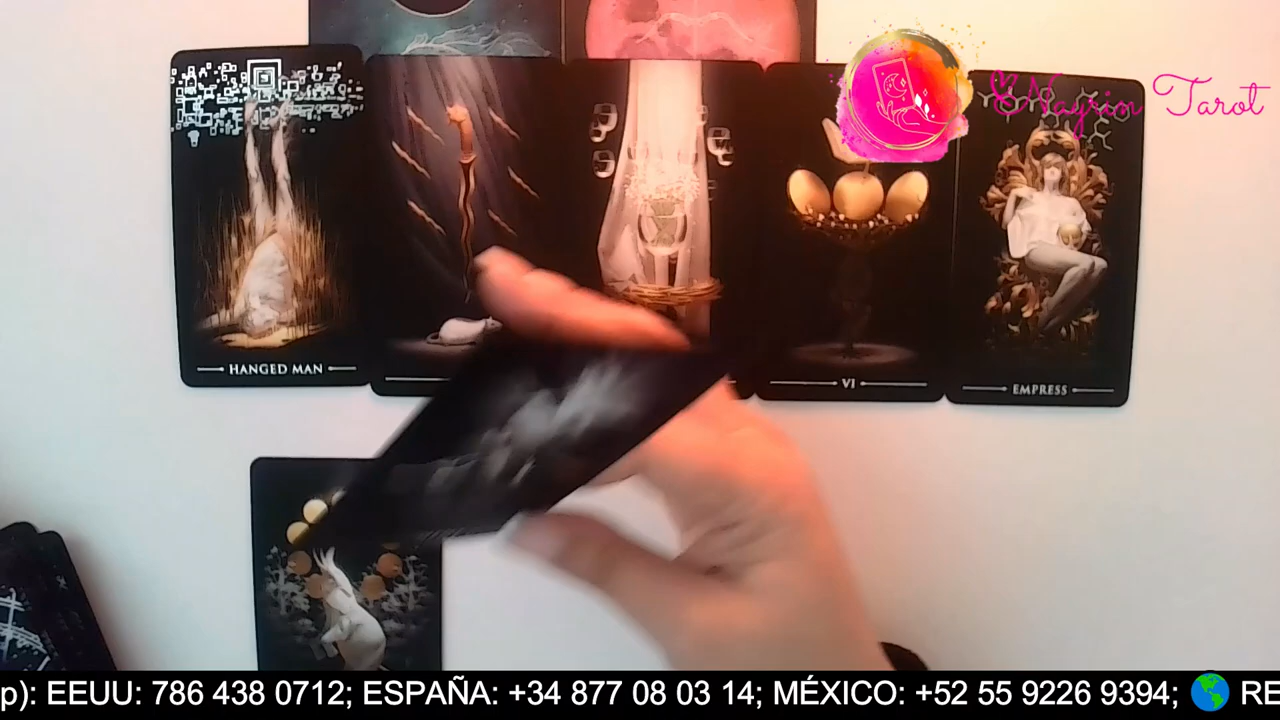 Nayrin Tarot
HANGED MAN
VI
EMPRESS
p): EEUU: 786 438 0712; ESPAÑA: +34 877 08 03 14; MÉXICO: +52 55 9226 9394; 🌎 RE